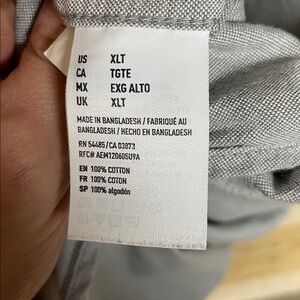 US XLT
CA TGTE
MX EXG ALTO
UK XLT
MADE IN BANGLADESH / FABRIQUÉ AU
BANGLADESH / HECHO EN BANGLADESH
RN 54485/CA 03873
RFC# AEM120605U9A
EN 100% COTTON
FR 100% COTON
SP 100% algodón